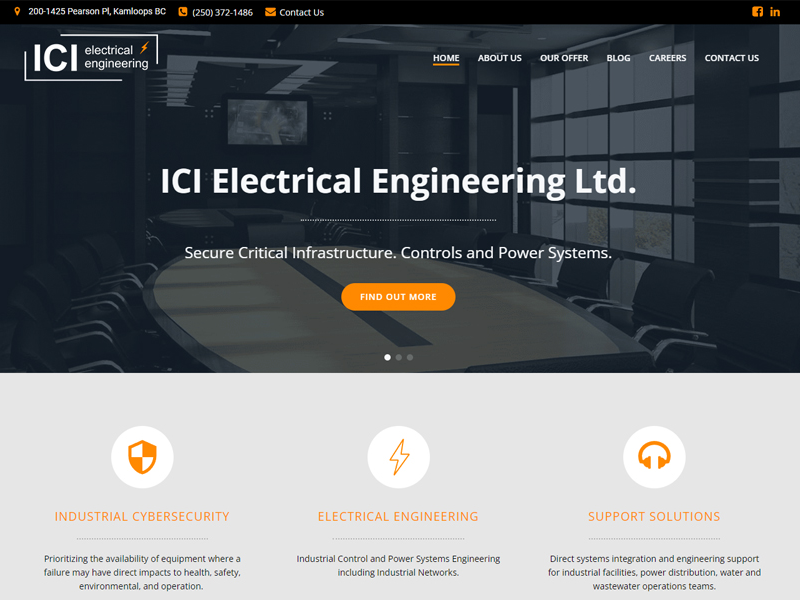 200-1425 Pearson Pl, Kamloops BC (250) 372-1486 Contact Us
ICI electrical engineering
HOME ABOUT US OUR OFFER BLOG CAREERS CONTACT US
ICI Electrical Engineering Ltd.
Secure Critical Infrastructure. Controls and Power Systems.
FIND OUT MORE
INDUSTRIAL CYBERSECURITY
Prioritizing the availability of equipment where a
failure may have direct impacts to health, safety,
environmental, and operation.
ELECTRICAL ENGINEERING
Industrial Control and Power Systems Engineering
including Industrial Networks.
SUPPORT SOLUTIONS
Direct systems integration and engineering support
for industrial facilities, power distribution, water and
wastewater operations teams.